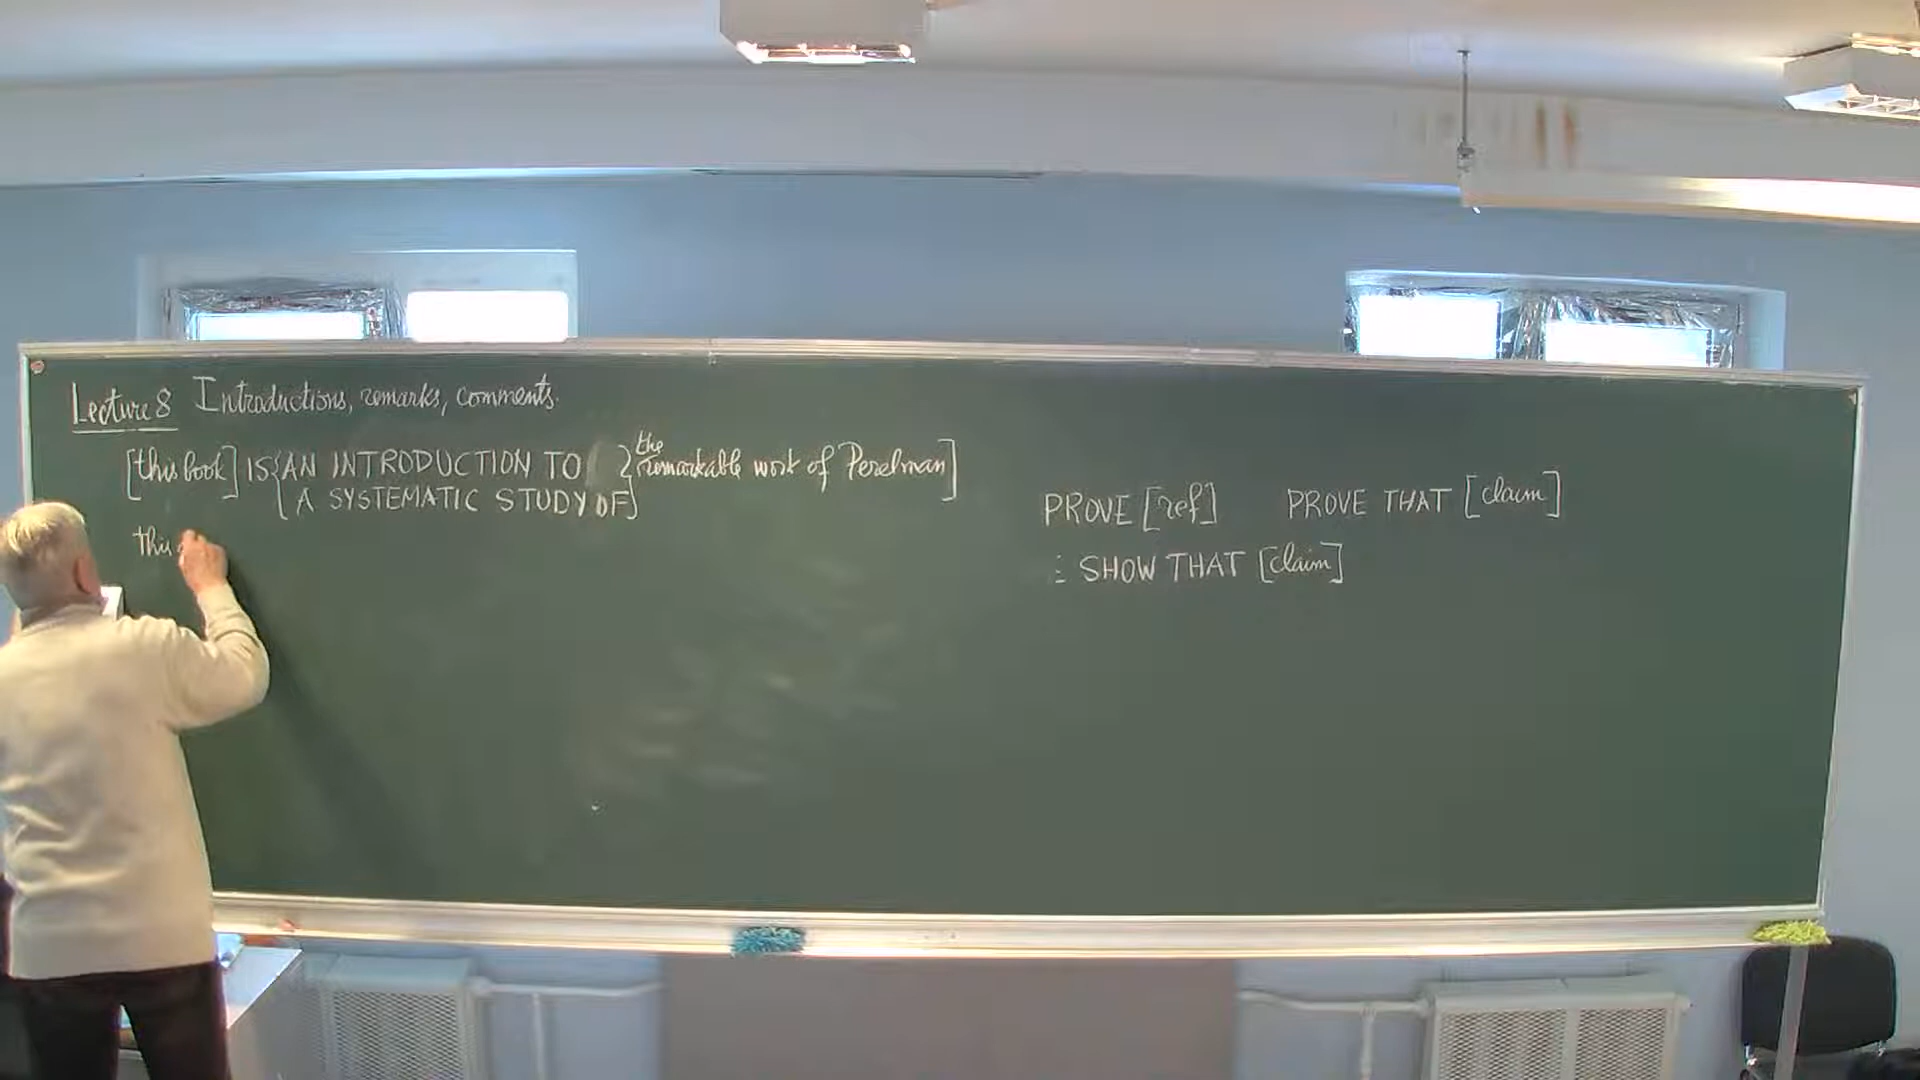 Lecture 8 Introductions, remarks, comments.
[this book] IS { AN INTRODUCTION TO } the remarkable work of Perelman]
{ A SYSTEMATIC STUDY OF }
this
PROVE [ref] PROVE THAT [claim]
⋮ SHOW THAT [claim]